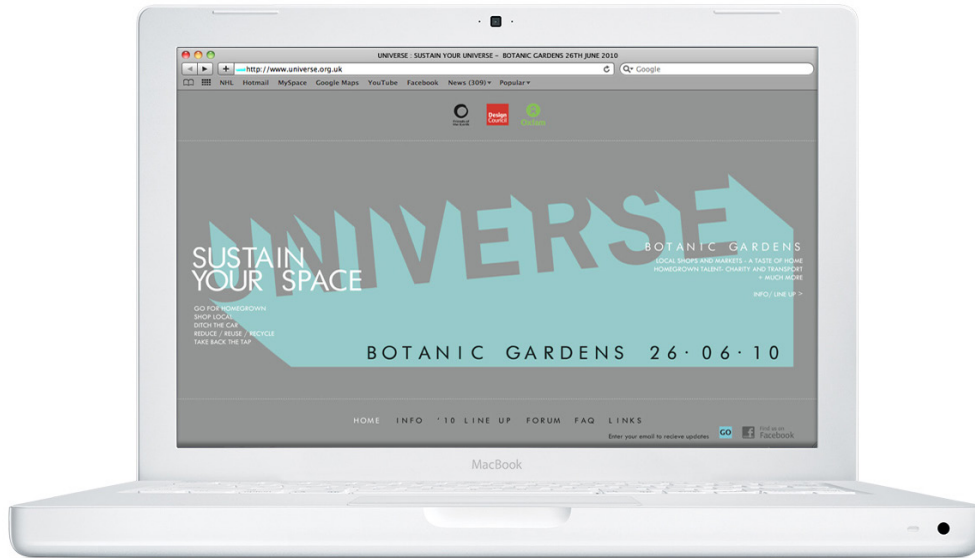 UNIVERSE : SUSTAIN YOUR UNIVERSE – BOTANIC GARDENS 26TH JUNE 2010
http://www.universe.org.uk
Google
NHL Hotmail MySpace Google Maps YouTube Facebook News (309) Popular
Design
Council
Oxfam
UNIVERSE
SUSTAIN
YOUR SPACE
GO FOR HOMEGROWN
SHOP LOCAL
DITCH THE CAR
REDUCE / REUSE / RECYCLE
TAKE BACK THE TAP
BOTANIC GARDENS
LOCAL SHOPS AND MARKETS - A TASTE OF HOME
HOMEGROWN TALENT- CHARITY AND TRANSPORT
+ MUCH MORE
INFO/ LINE UP >
BOTANIC GARDENS 26·06·10
HOME INFO '10 LINE UP FORUM FAQ LINKS
Enter your email to recieve updates GO
Find us on
Facebook
MacBook